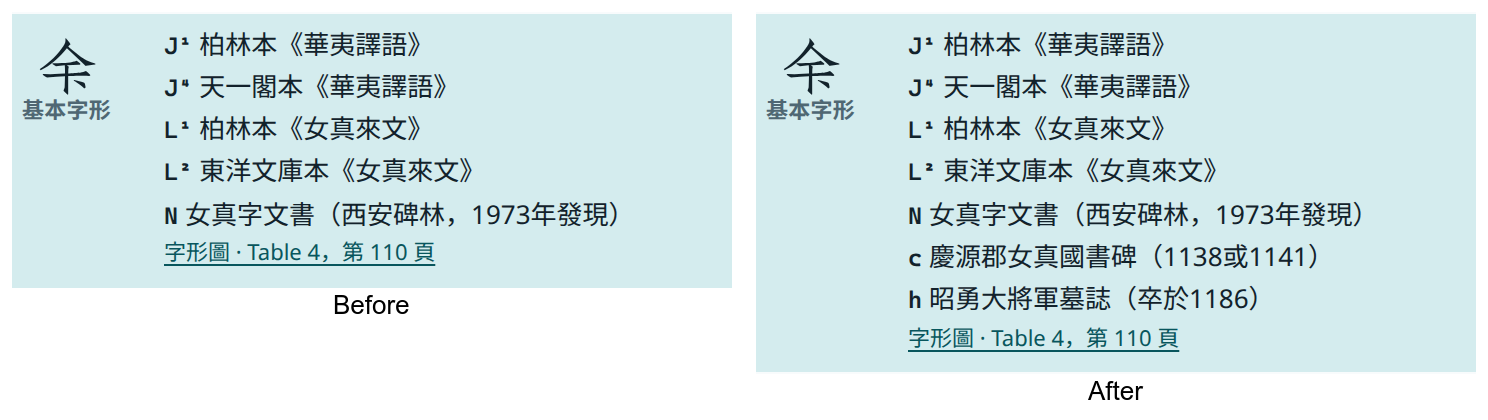 J¹ 柏林本《華夷譯語》
J⁴ 天一閣本《華夷譯語》
L¹ 柏林本《女真來文》
L² 東洋文庫本《女真來文》
N 女真字文書（西安碑林，1973年發現）
字形圖 · Table 4，第 110 頁
基本字形
Before
J¹ 柏林本《華夷譯語》
J⁴ 天一閣本《華夷譯語》
L¹ 柏林本《女真來文》
L² 東洋文庫本《女真來文》
N 女真字文書（西安碑林，1973年發現）
c 慶源郡女真國書碑（1138或1141）
h 昭勇大將軍墓誌（卒於1186）
字形圖 · Table 4，第 110 頁
基本字形
After